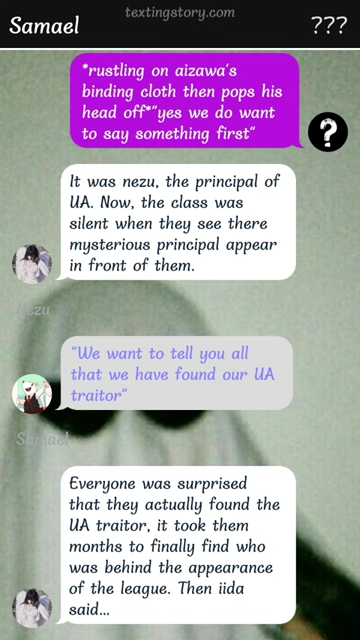 textingstory.com
Samael
???
*rustling on aizawa's
binding cloth then pops his
head off*"yes we do want
to say something first"
?
It was nezu, the principal of
UA. Now, the class was
silent when they see there
mysterious principal appear
in front of them.
Nezu
"We want to tell you all
that we have found our UA
traitor"
Samael
Everyone was surprised
that they actually found the
UA traitor, it took them
months to finally find who
was behind the appearance
of the league. Then iida
said...